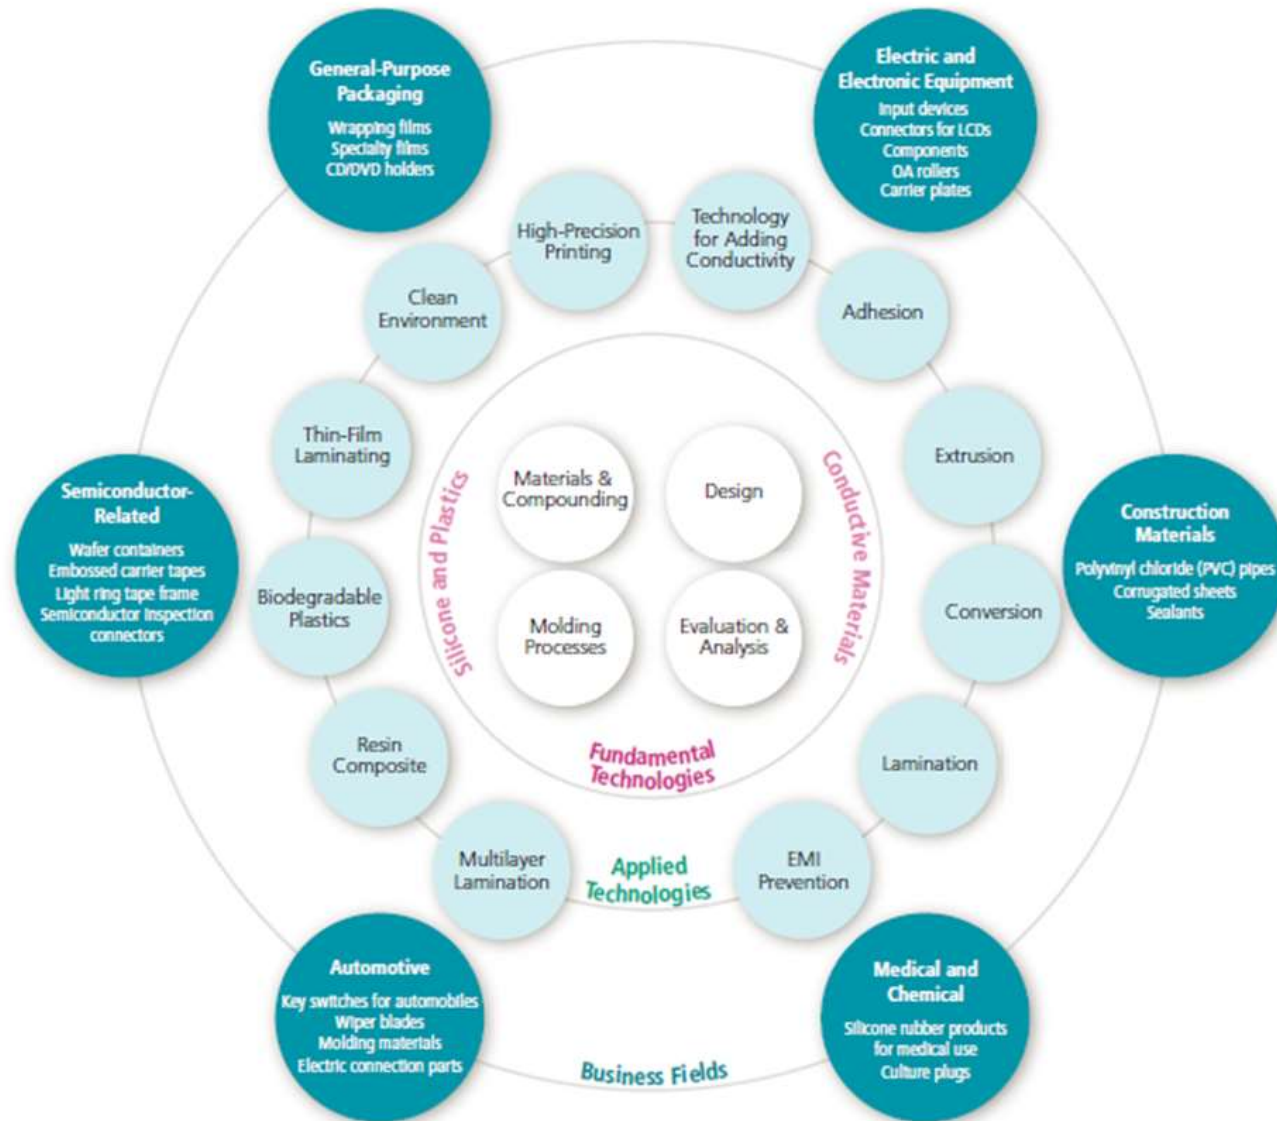 General-Purpose
Packaging
Wrapping films
Specialty films
CD/DVD holders
Electric and
Electronic Equipment
Input devices
Connectors for LCDs
Components
OA rollers
Carrier plates
High-Precision
Printing
Technology
for Adding
Conductivity
Clean
Environment
Adhesion
Thin-Film
Laminating
Extrusion
Silicone and Plastics
Materials &
Compounding
Design
Conductive Materials
Semiconductor-
Related
Wafer containers
Embossed carrier tapes
Light ring tape frame
Semiconductor inspection
connectors
Construction
Materials
Polyvinyl chloride (PVC) pipes
Corrugated sheets
Sealants
Biodegradable
Plastics
Molding
Processes
Evaluation &
Analysis
Conversion
Resin
Composite
Fundamental
Technologies
Lamination
Multilayer
Lamination
Applied
Technologies
EMI
Prevention
Automotive
Key switches for automobiles
Wiper blades
Molding materials
Electric connection parts
Business Fields
Medical and
Chemical
Silicone rubber products
for medical use
Culture plugs